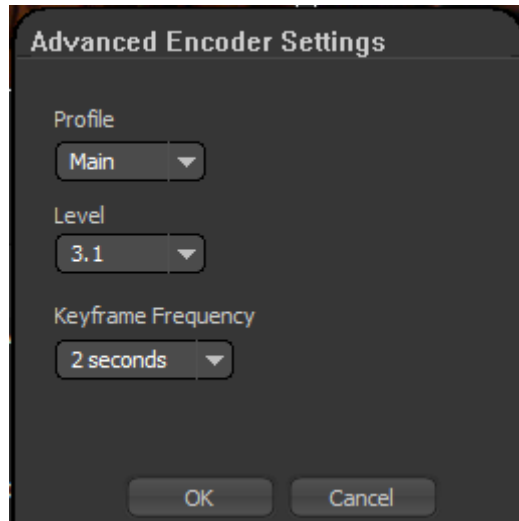 Advanced Encoder Settings
Profile
Main
Level
3.1
Keyframe Frequency
2 seconds
OK Cancel